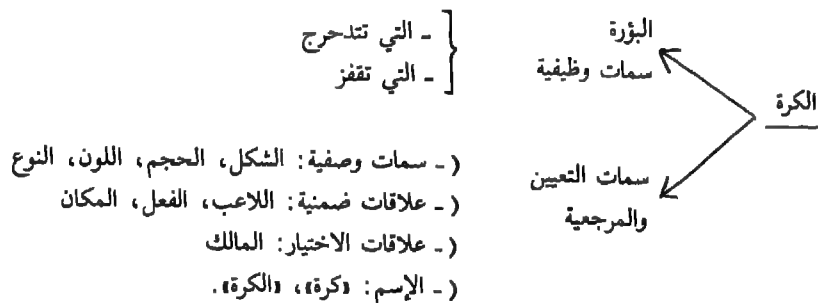 الكرة
البؤرة
سمات وظيفية
- التي تتدحرج
- التي تقفز
سمات التعيين
والمرجعية
(- سمات وصفية: الشكل، الحجم، اللون، النوع
(- علاقات ضمنية: اللاعب، الفعل، المكان
(- علاقات الاختيار: المالك
(- الإسم: «كرة»، «الكرة».